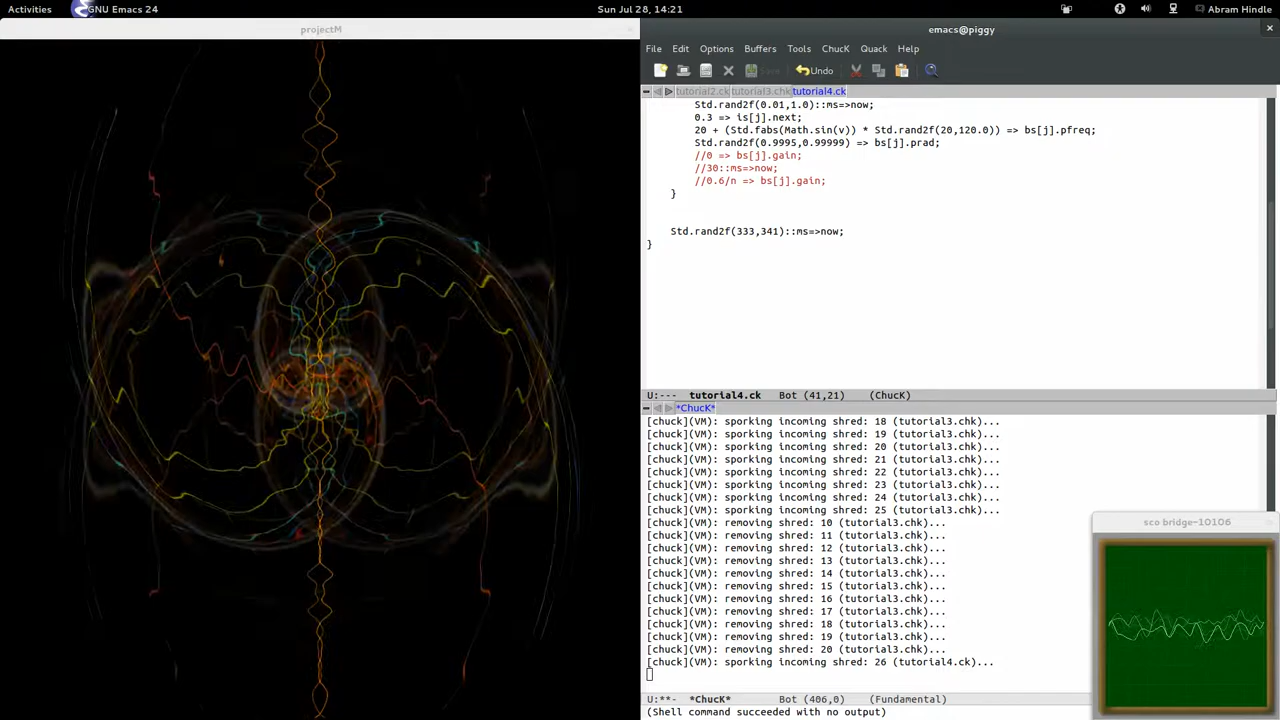 Activities GNU Emacs 24 Sun Jul 28, 14:21 Abram Hindle
projectM
emacs@piggy
File Edit Options Buffers Tools ChucK Quack Help
Save Undo
tutorial2.ck tutorial3.chk tutorial4.ck
Std.rand2f(0.01,1.0)::ms=>now;
0.3 => is[j].next;
20 + (Std.fabs(Math.sin(v)) * Std.rand2f(20,120.0)) => bs[j].pfreq;
Std.rand2f(0.9995,0.99999) => bs[j].prad;
//0 => bs[j].gain;
//30::ms=>now;
//0.6/n => bs[j].gain;
}
Std.rand2f(333,341)::ms=>now;
}
U:--- tutorial4.ck Bot (41,21) (ChucK)
*ChucK*
[chuck](VM): sporking incoming shred: 18 (tutorial3.chk)...
[chuck](VM): sporking incoming shred: 19 (tutorial3.chk)...
[chuck](VM): sporking incoming shred: 20 (tutorial3.chk)...
[chuck](VM): sporking incoming shred: 21 (tutorial3.chk)...
[chuck](VM): sporking incoming shred: 22 (tutorial3.chk)...
[chuck](VM): sporking incoming shred: 23 (tutorial3.chk)...
[chuck](VM): sporking incoming shred: 24 (tutorial3.chk)...
[chuck](VM): sporking incoming shred: 25 (tutorial3.chk)...
[chuck](VM): removing shred: 10 (tutorial3.chk)...
[chuck](VM): removing shred: 11 (tutorial3.chk)...
[chuck](VM): removing shred: 12 (tutorial3.chk)...
[chuck](VM): removing shred: 13 (tutorial3.chk)...
[chuck](VM): removing shred: 14 (tutorial3.chk)...
[chuck](VM): removing shred: 15 (tutorial3.chk)...
[chuck](VM): removing shred: 16 (tutorial3.chk)...
[chuck](VM): removing shred: 17 (tutorial3.chk)...
[chuck](VM): removing shred: 18 (tutorial3.chk)...
[chuck](VM): removing shred: 19 (tutorial3.chk)...
[chuck](VM): removing shred: 20 (tutorial3.chk)...
[chuck](VM): sporking incoming shred: 26 (tutorial4.ck)...
sco bridge-10106
U:**- *ChucK* Bot (406,0) (Fundamental)
(Shell command succeeded with no output)